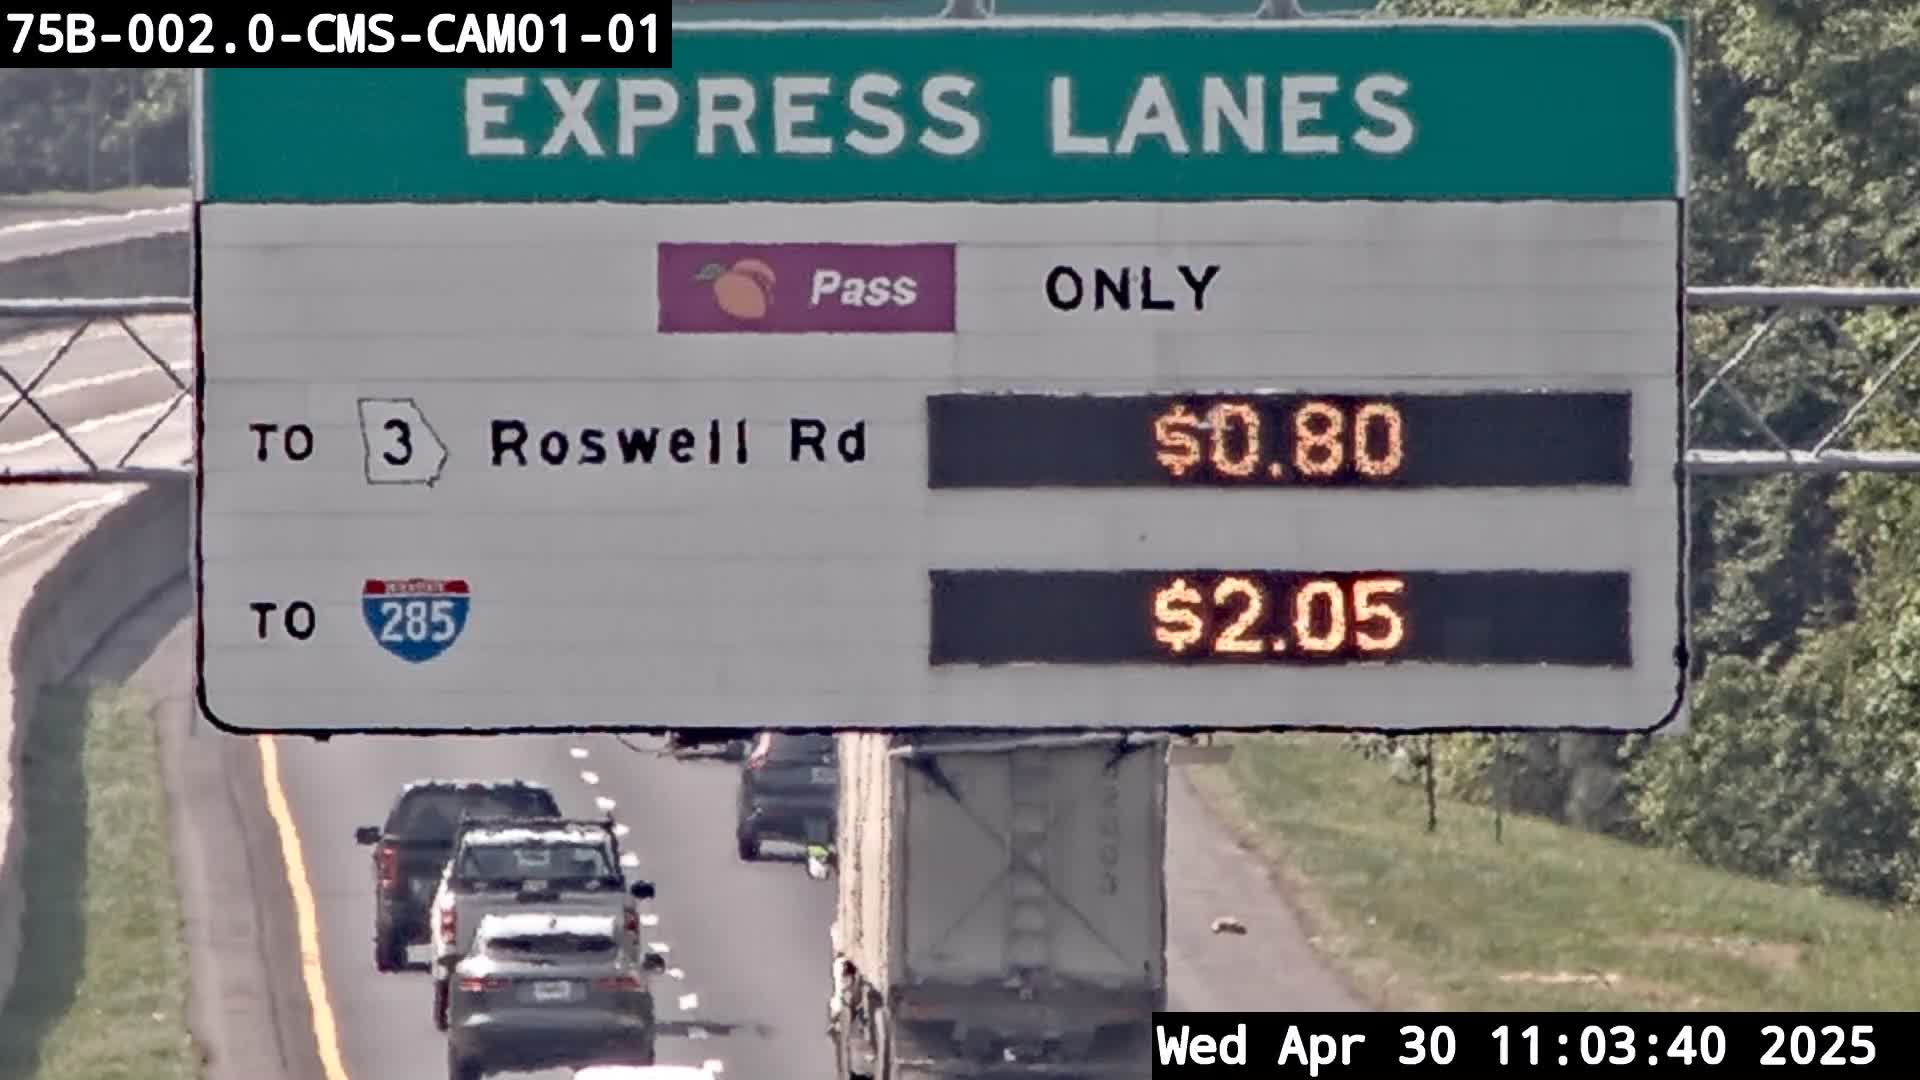 75B-002.0-CMS-CAM01-01
EXPRESS LANES
Pass ONLY
TO 3 Roswell Rd $0.80
TO INTERSTATE 285 $2.05
Wed Apr 30 11:03:40 2025